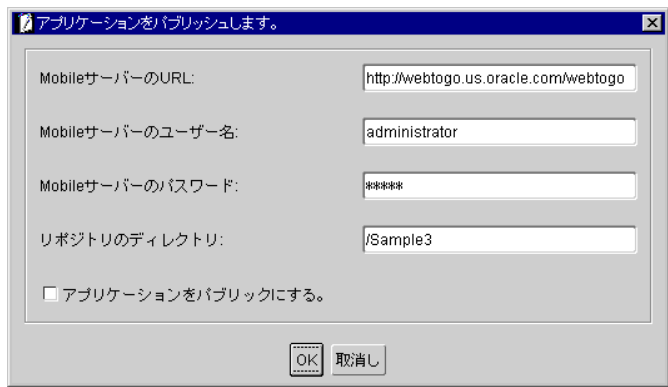 アプリケーションをパブリッシュします。
MobileサーバーのURL: http://webtogo.us.oracle.com/webtogo
Mobileサーバーのユーザー名: administrator
Mobileサーバーのパスワード: *****
リポジトリのディレクトリ: /Sample3
アプリケーションをパブリックにする。
OK 取消し